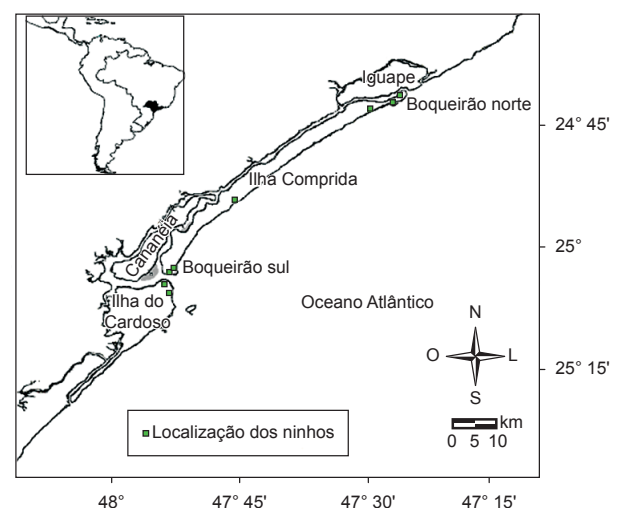 Iguape
Boqueirão norte
24° 45'
Ilha Comprida
Cananéia
25°
Boqueirão sul
Ilha do
Cardoso
Oceano Atlântico
N
O L
S
25° 15'
km
0 5 10
Localização dos ninhos
48° 47° 45' 47° 30' 47° 15'